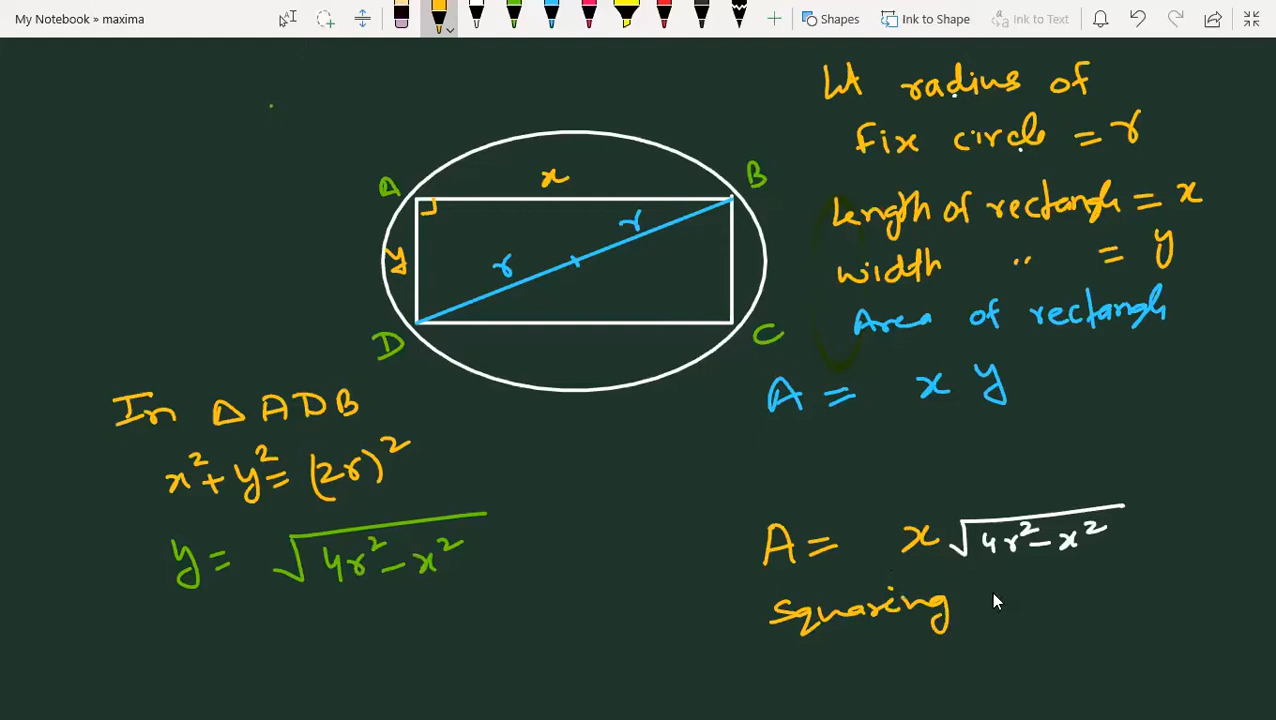 My Notebook » maxima
Shapes
Ink to Shape
Ink to Text
Let radius of
fix circle = r
length of rectangle = x
width " = y
Area of rectangle
A = x y
A
x
B
y
r
r
D
C
In △ ADB
x² + y² = (2r)²
y = √(4r² - x²)
A = x √(4r² - x²)
squaring